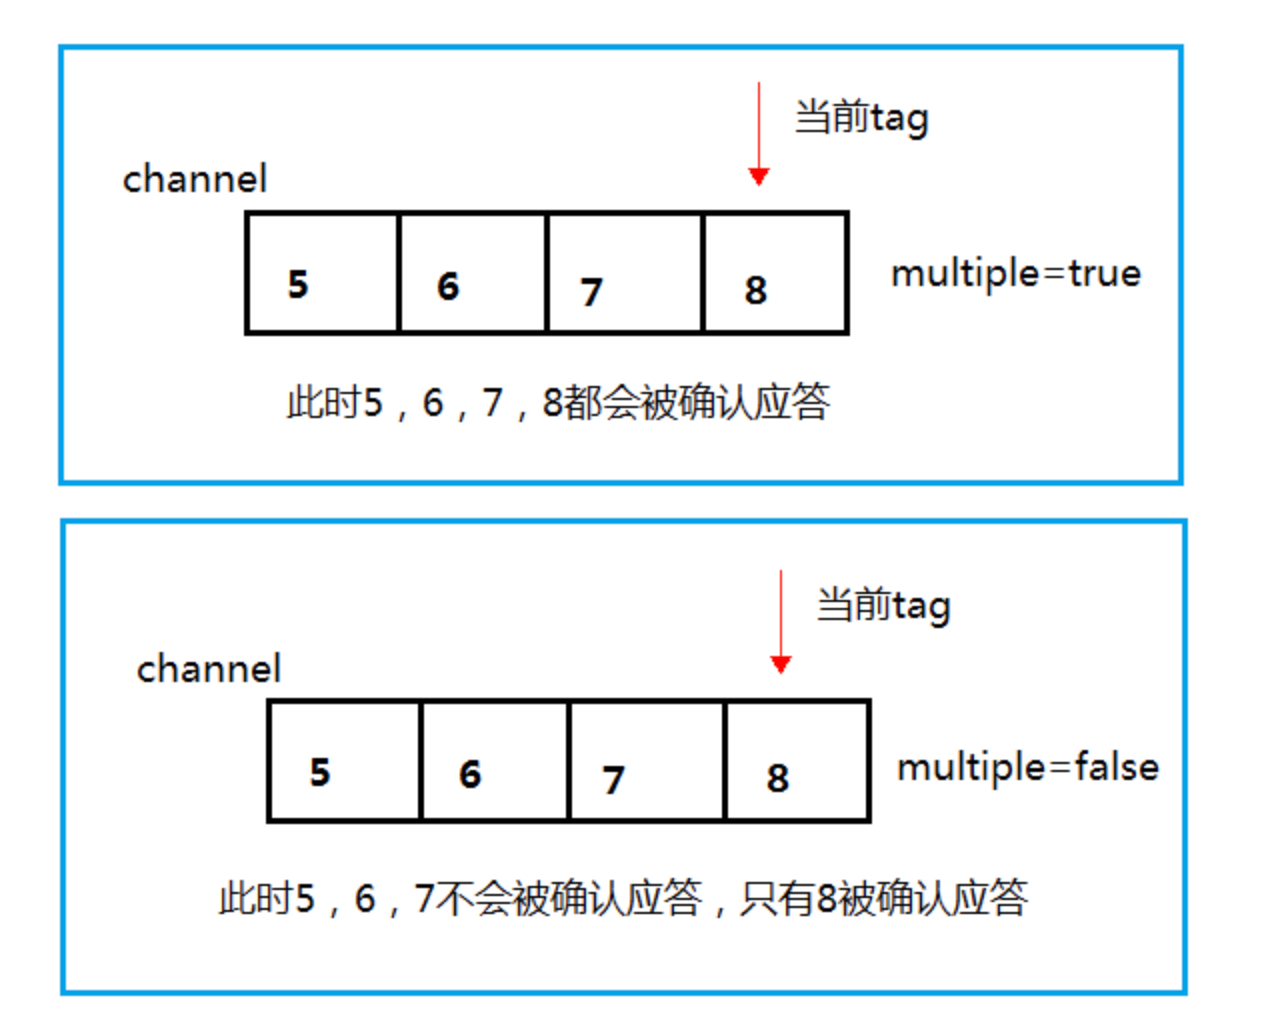 当前tag
channel
5 6 7 8
multiple=true
此时5，6，7，8都会被确认应答
当前tag
channel
5 6 7 8
multiple=false
此时5，6，7不会被确认应答，只有8被确认应答